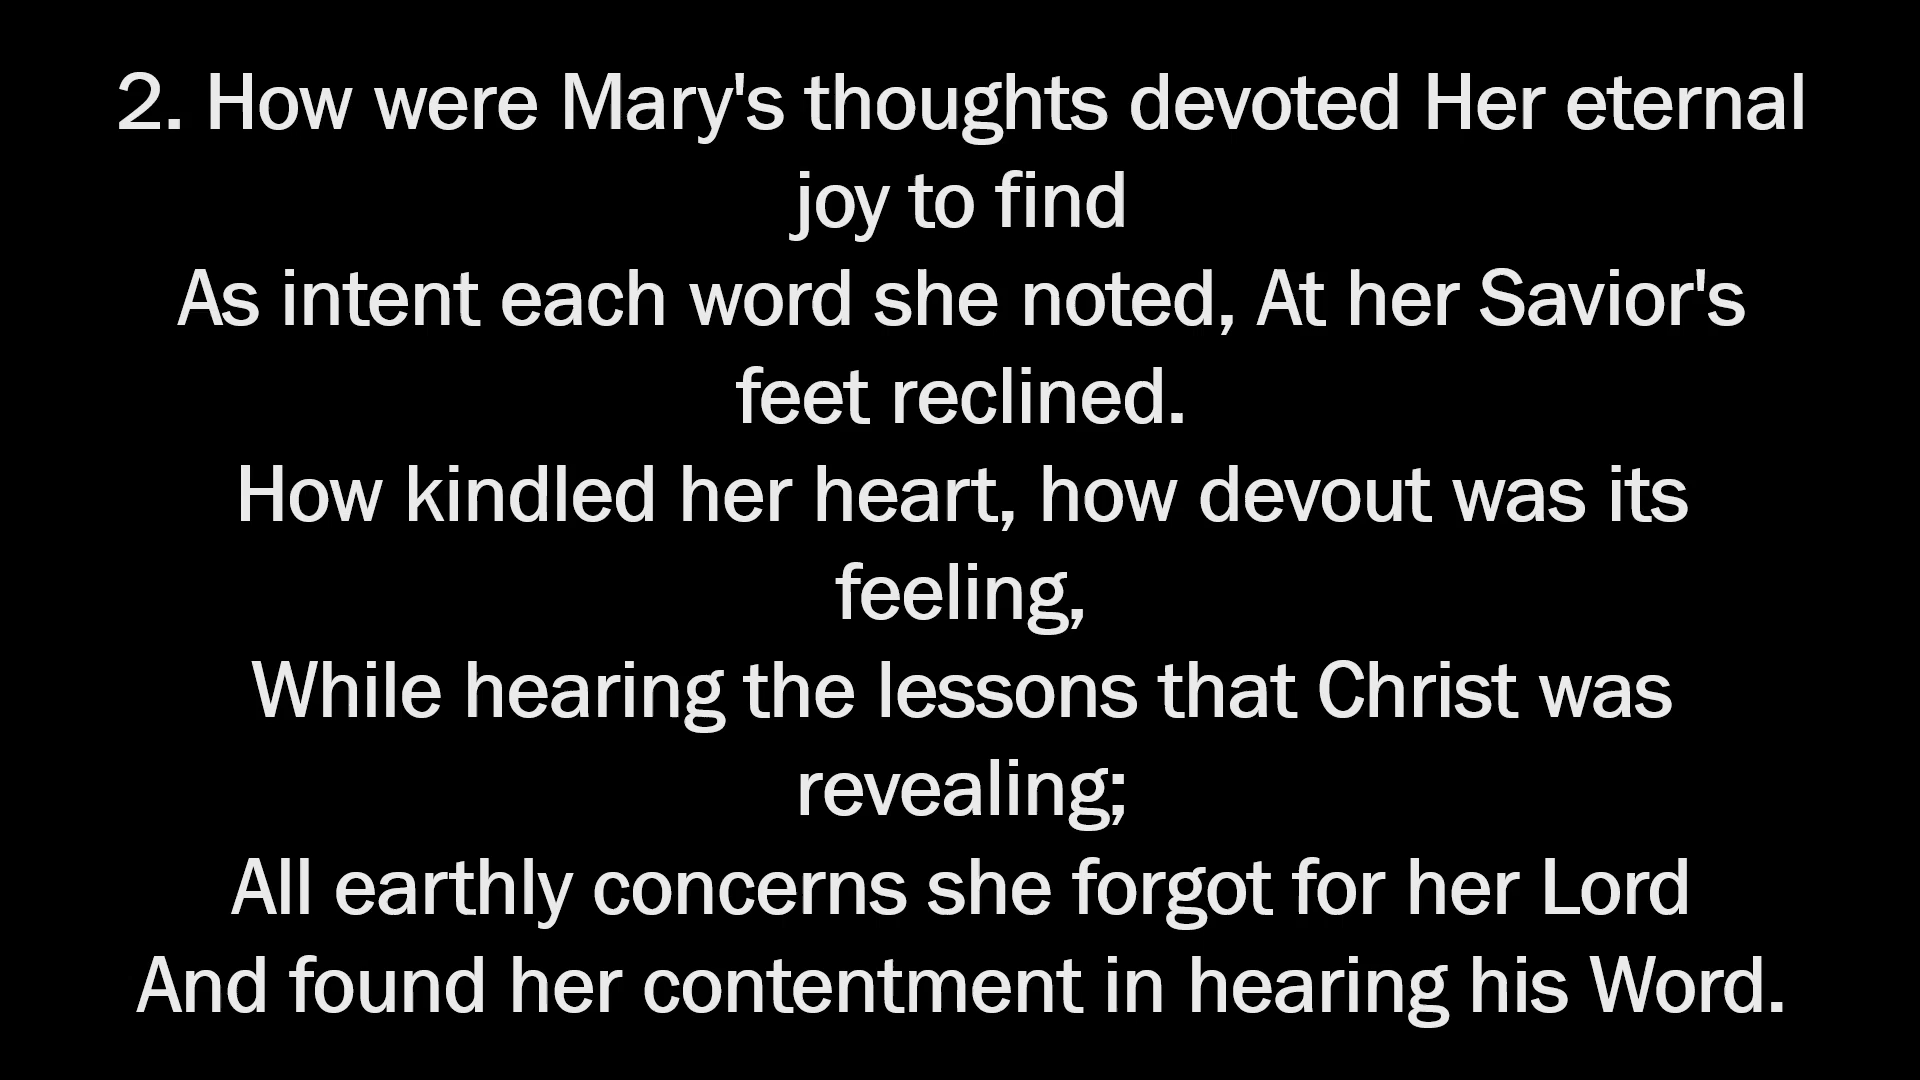 2. How were Mary's thoughts devoted Her eternal
joy to find
As intent each word she noted, At her Savior's
feet reclined.
How kindled her heart, how devout was its
feeling,
While hearing the lessons that Christ was
revealing;
All earthly concerns she forgot for her Lord
And found her contentment in hearing his Word.